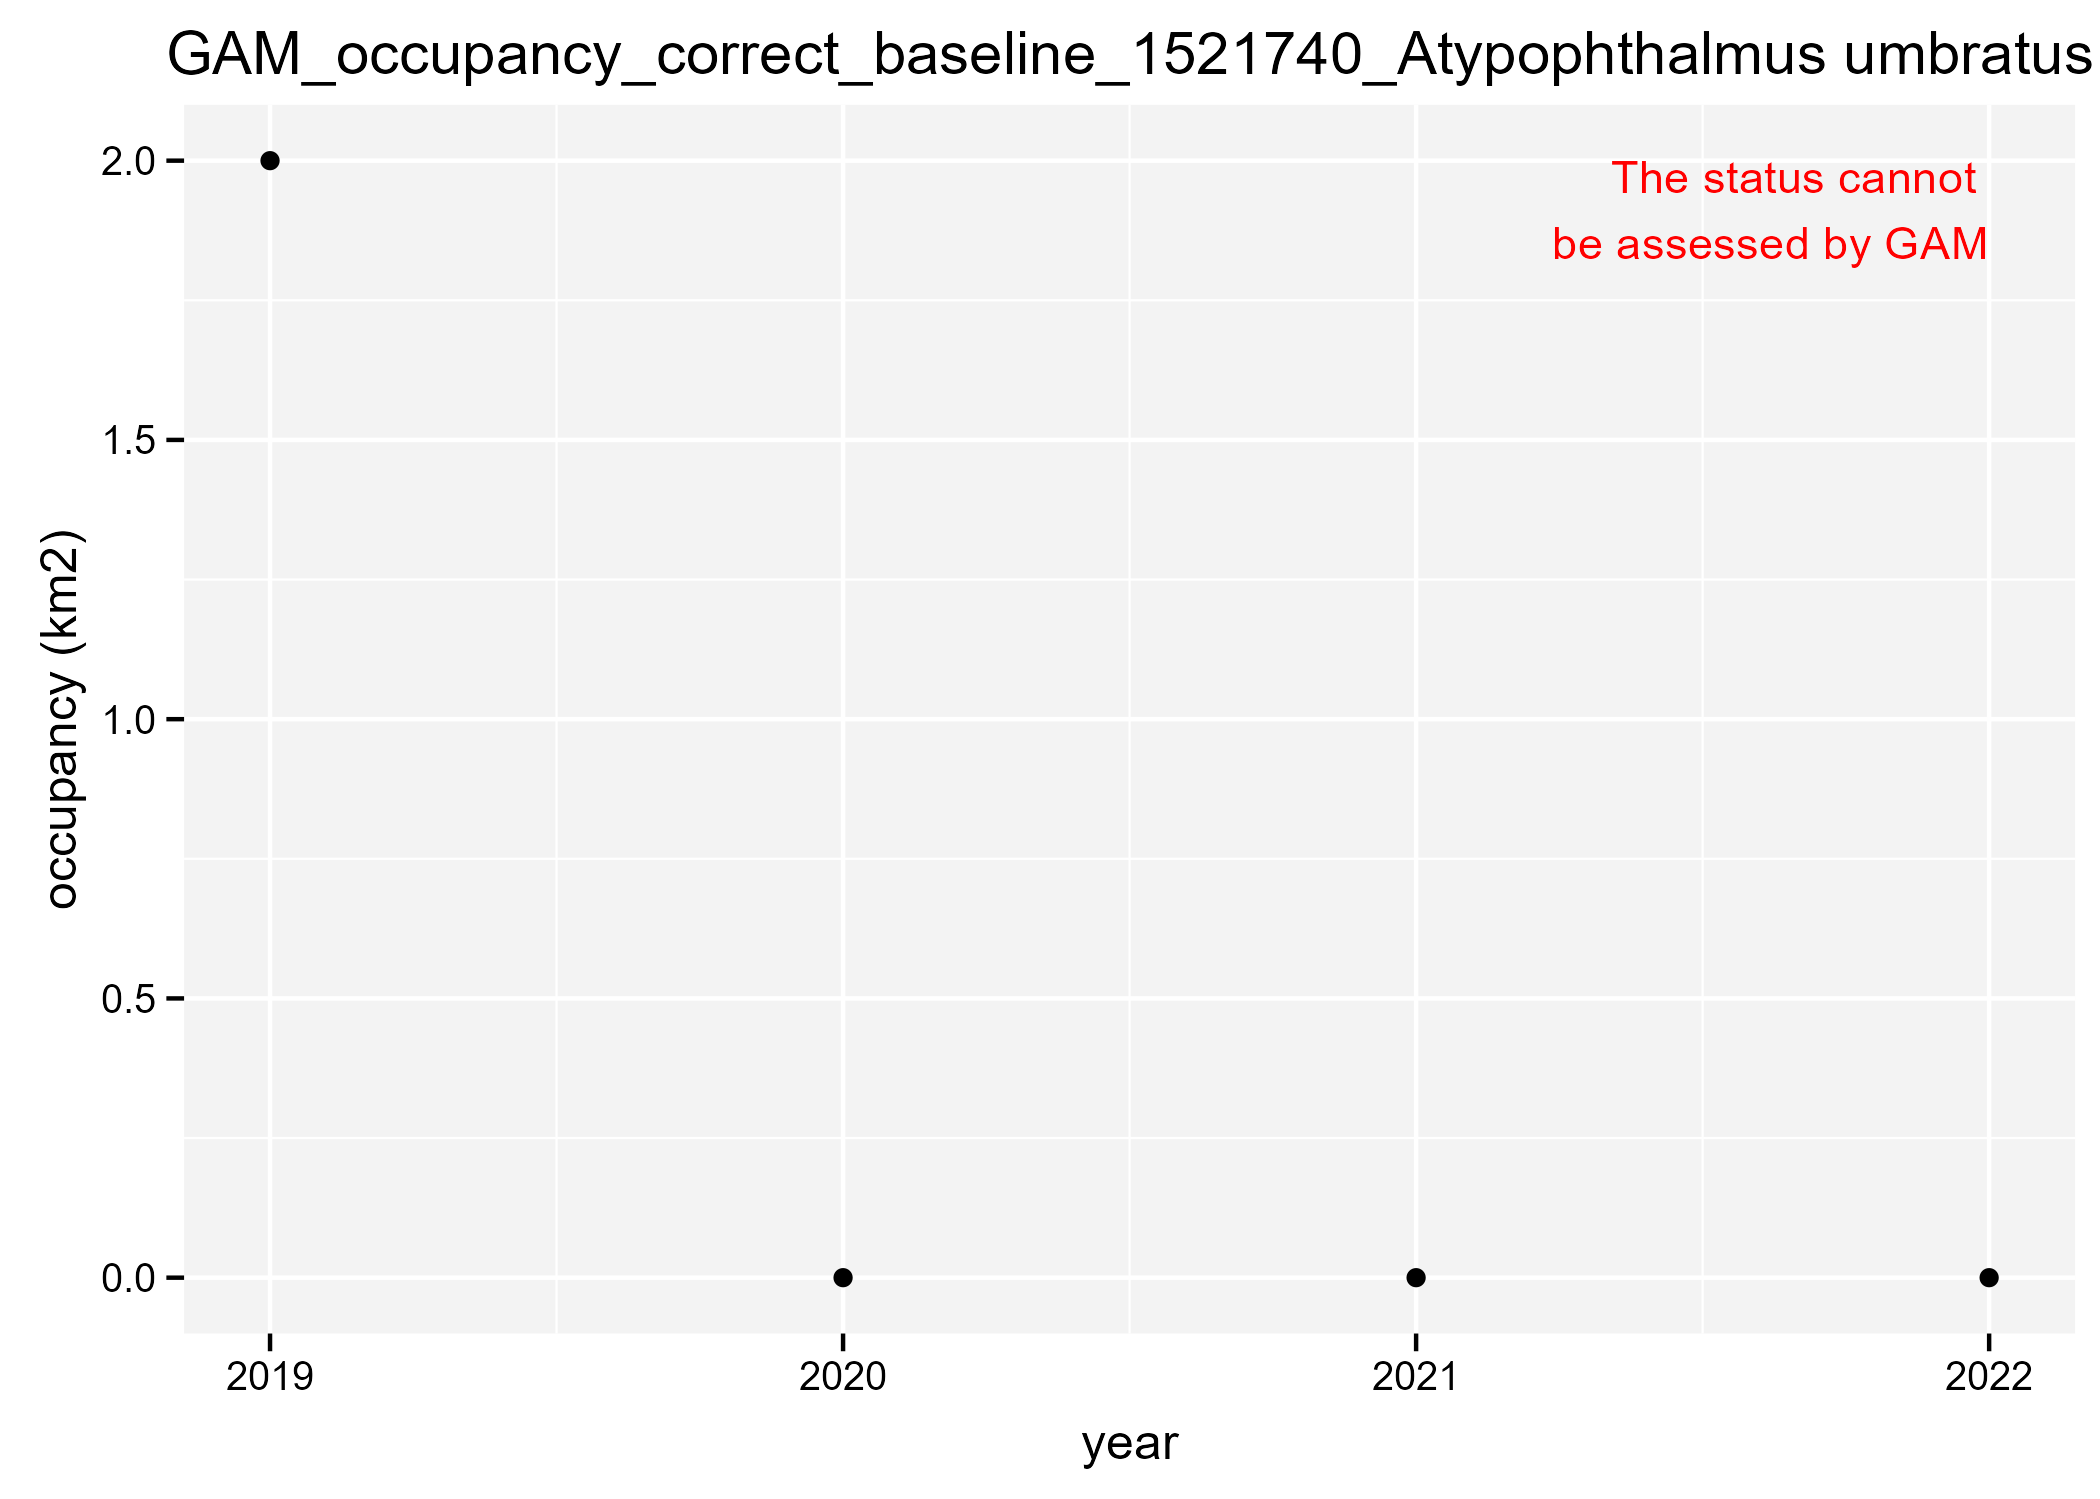 GAM_occupancy_correct_baseline_1521740_Atypophthalmus umbratus
The status cannot
be assessed by GAM
2.0
1.5
1.0
0.5
0.0
occupancy (km2)
2019 2020 2021 2022
year